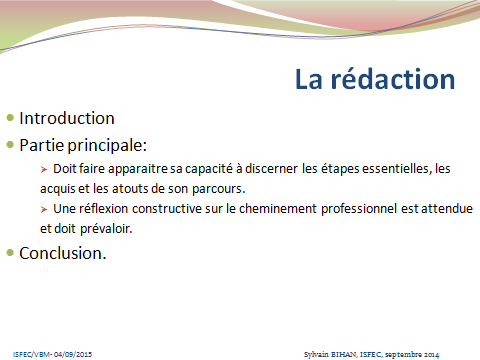 La rédaction
Introduction
Partie principale:
Doit faire apparaitre sa capacité à discerner les étapes essentielles, les
acquis et les atouts de son parcours.
Une réflexion constructive sur le cheminement professionnel est attendue
et doit prévaloir.
Conclusion.
ISFEC/VBM- 04/09/2015
Sylvain BIHAN, ISFEC, septembre 2014